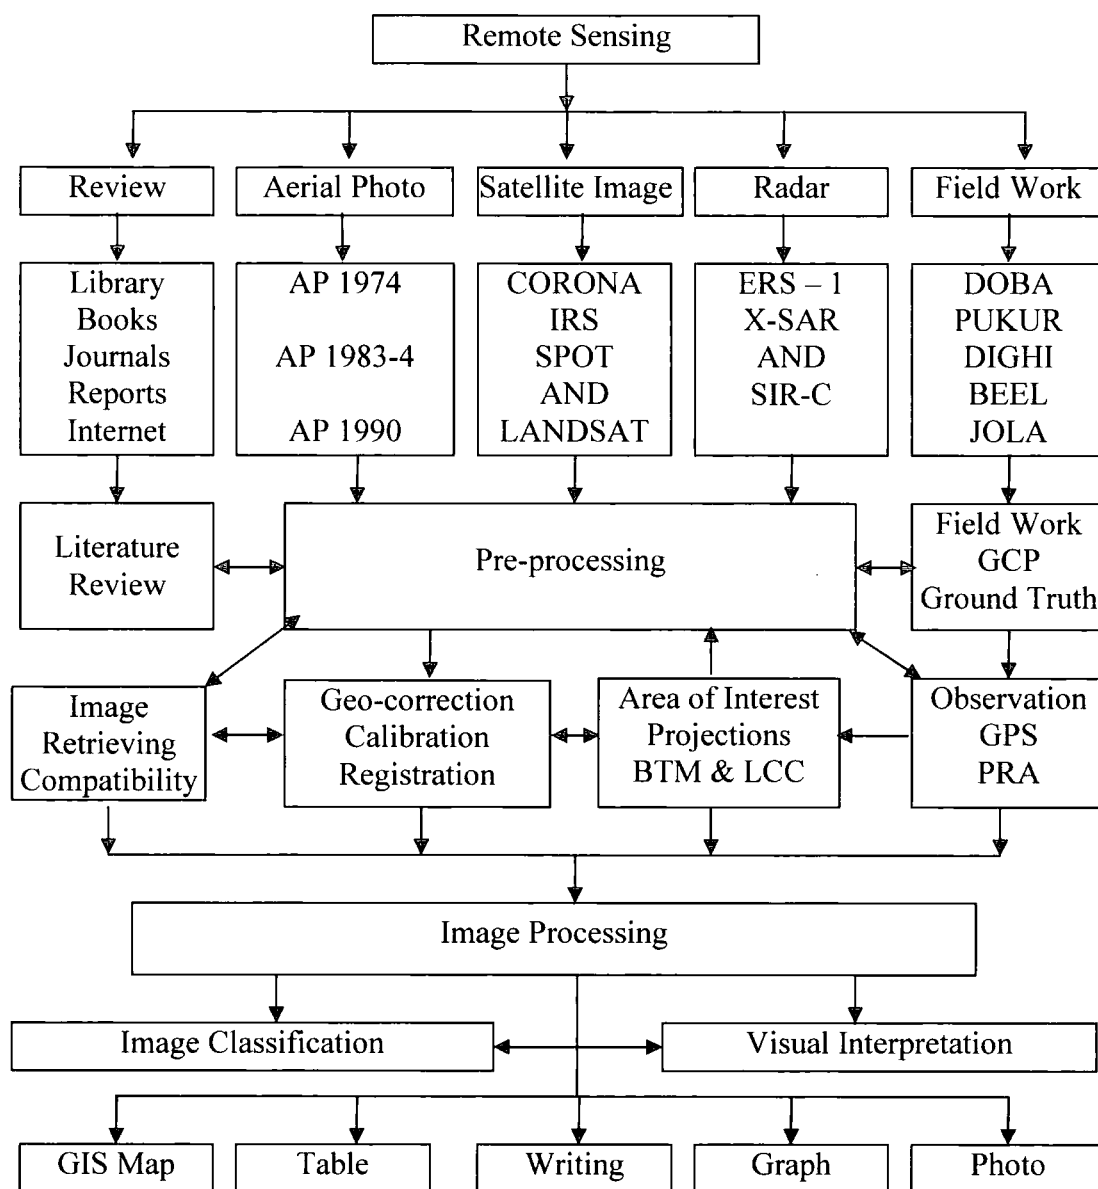 Remote Sensing
Review
Aerial Photo
Satellite Image
Radar
Field Work
Library
Books
Journals
Reports
Internet
AP 1974
AP 1983-4
AP 1990
CORONA
IRS
SPOT
AND
LANDSAT
ERS – 1
X-SAR
AND
SIR-C
DOBA
PUKUR
DIGHI
BEEL
JOLA
Literature
Review
Pre-processing
Field Work
GCP
Ground Truth
Image
Retrieving
Compatibility
Geo-correction
Calibration
Registration
Area of Interest
Projections
BTM & LCC
Observation
GPS
PRA
Image Processing
Image Classification
Visual Interpretation
GIS Map
Table
Writing
Graph
Photo